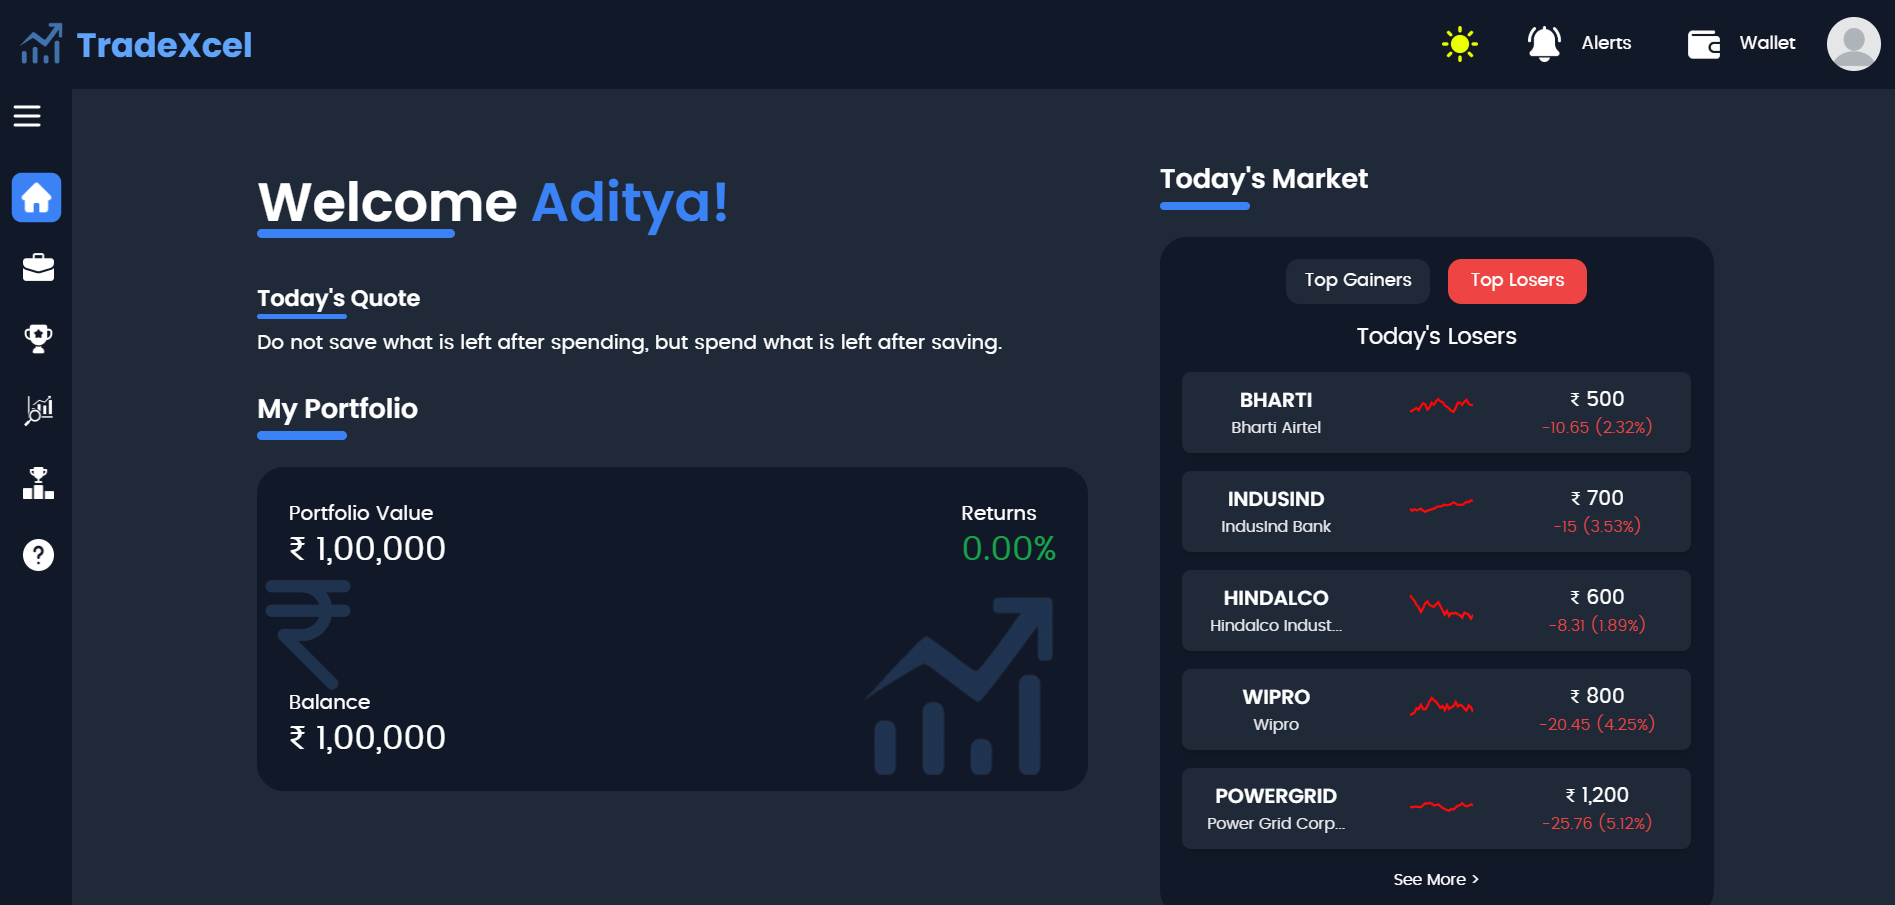 TradeXcel
Alerts
Wallet
Welcome Aditya!
Today's Quote
Do not save what is left after spending, but spend what is left after saving.
My Portfolio
Portfolio Value
₹ 1,00,000
Returns
0.00%
Balance
₹ 1,00,000
Today's Market
Top Gainers
Top Losers
Today's Losers
BHARTI
Bharti Airtel
₹ 500
-10.65 (2.32%)
INDUSIND
IndusInd Bank
₹ 700
-15 (3.53%)
HINDALCO
Hindalco Indust...
₹ 600
-8.31 (1.89%)
WIPRO
Wipro
₹ 800
-20.45 (4.25%)
POWERGRID
Power Grid Corp...
₹ 1,200
-25.76 (5.12%)
See More >